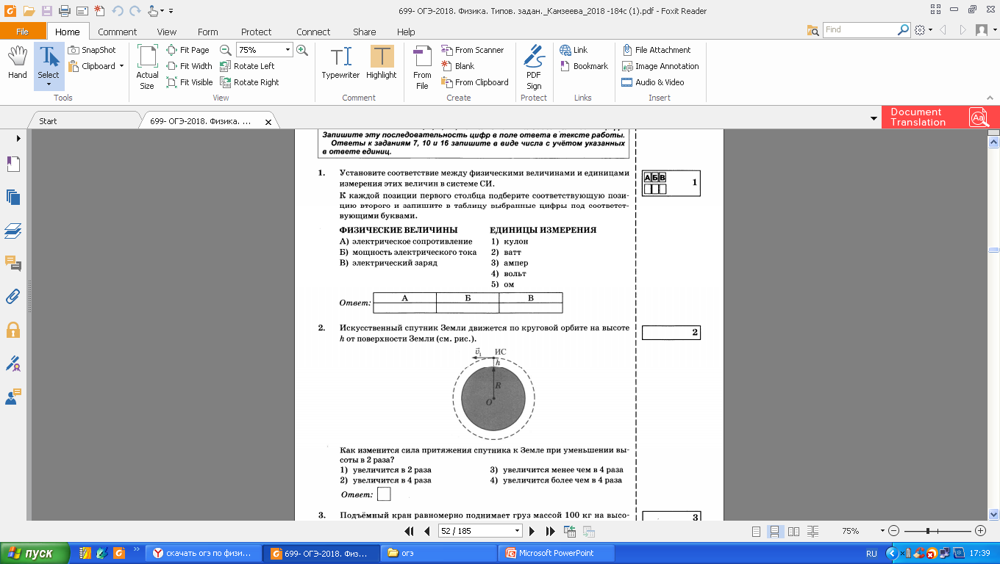 699- ОГЭ-2018. Физика. Типов. задан._Камзеева_2018 -184с (1).pdf - Foxit Reader
File Home Comment View Form Protect Connect Share Help Find
Hand
Select
SnapShot
Clipboard
Tools
Actual Size
Fit Page
Fit Width
Fit Visible
75%
Rotate Left
Rotate Right
View
Typewriter
Highlight
Comment
From File
From Scanner
Blank
From Clipboard
Create
PDF Sign
Protect
Link
Bookmark
Links
File Attachment
Image Annotation
Audio & Video
Insert
Start
699- ОГЭ-2018. Физика. ...
Document Translation
Запишите эту последовательность цифр в поле ответа в тексте работы.
Ответы к заданиям 7, 10 и 16 запишите в виде числа с учётом указанных
в ответе единиц.
1. Установите соответствие между физическими величинами и единицами
измерения этих величин в системе СИ.
К каждой позиции первого столбца подберите соответствующую пози-
цию второго и запишите в таблицу выбранные цифры под соответст-
вующими буквами.
АБВ 1
ФИЗИЧЕСКИЕ ВЕЛИЧИНЫ ЕДИНИЦЫ ИЗМЕРЕНИЯ
А) электрическое сопротивление 1) кулон
Б) мощность электрического тока 2) ватт
В) электрический заряд 3) ампер
4) вольт
5) ом
Ответ: А Б В
2. Искусственный спутник Земли движется по круговой орбите на высоте
h от поверхности Земли (см. рис.).
2
v⃗₁ ИС
h
R
O
Как изменится сила притяжения спутника к Земле при уменьшении вы-
соты в 2 раза?
1) увеличится в 2 раза 3) увеличится менее чем в 4 раза
2) увеличится в 4 раза 4) увеличится более чем в 4 раза
Ответ:
3. Подъёмный кран равномерно поднимает груз массой 100 кг на высо-
3
52 / 185
75%
пуск
скачать огэ по физи...
699- ОГЭ-2018. Физ...
огэ
Microsoft PowerPoint
RU
17:39